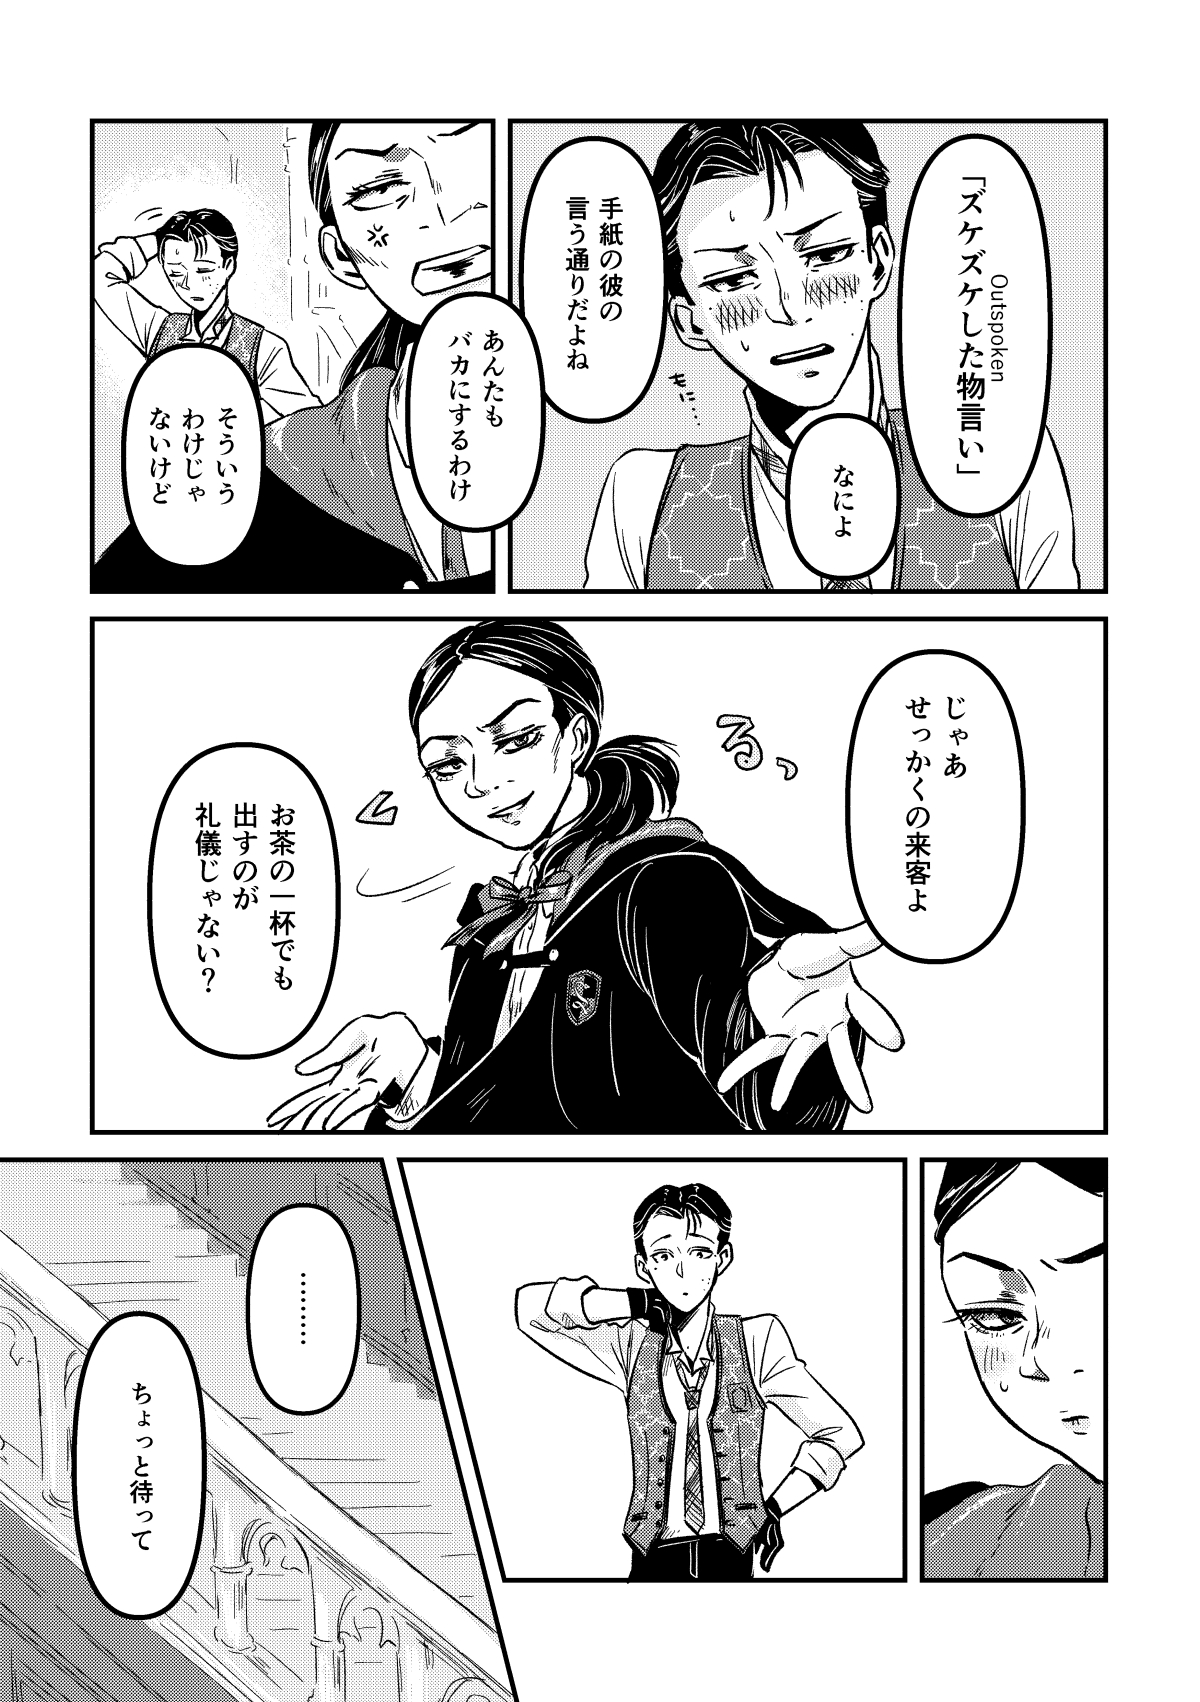 「ズケズケした物言い」
Outspoken
手紙の彼の
言う通りだよね
なによ
あんたも
バカにするわけ
そういう
わけじゃ
ないけど
じゃあ
せっかくの来客よ
お茶の一杯でも
出すのが
礼儀じゃない？
………
ちょっと待って